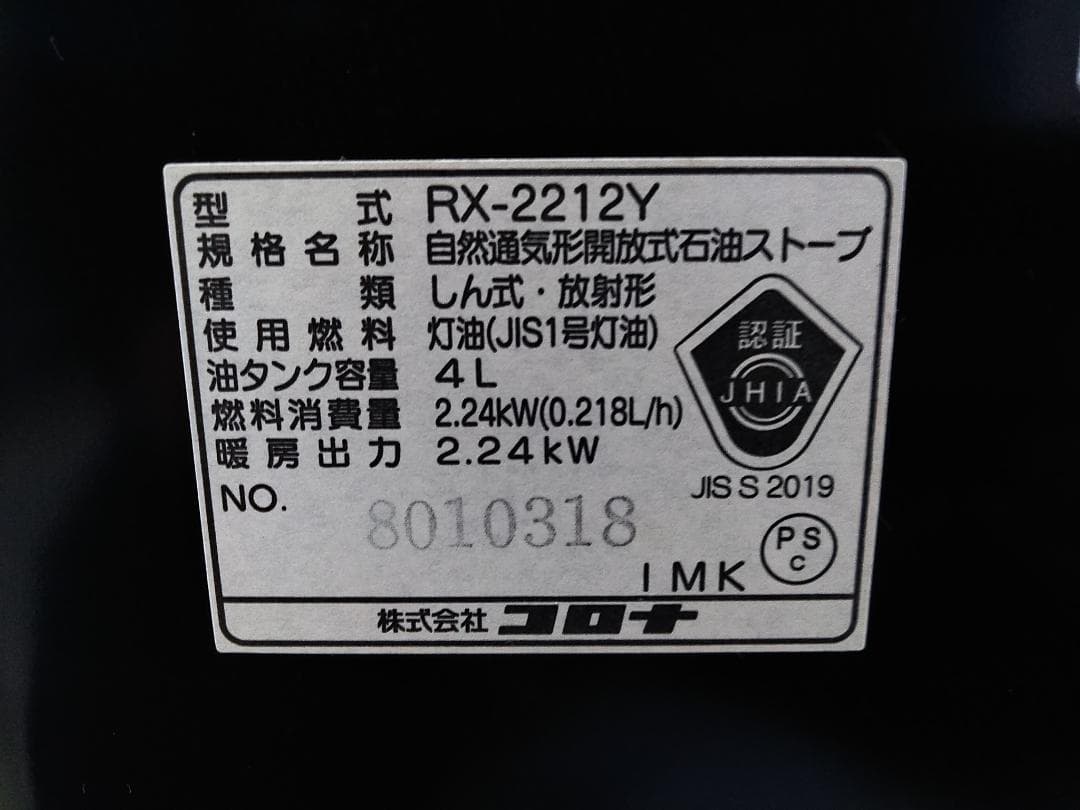 型式 RX-2212Y
規格名称 自然通気形開放式石油ストーブ
種類 しん式・放射形
使用燃料 灯油(JIS1号灯油)
油タンク容量 4L
燃料消費量 2.24kW(0.218L/h)
暖房出力 2.24kW
認証
JHIA
JIS S 2019
NO. 8010318
PS
C
IMK
株式会社 コロナ